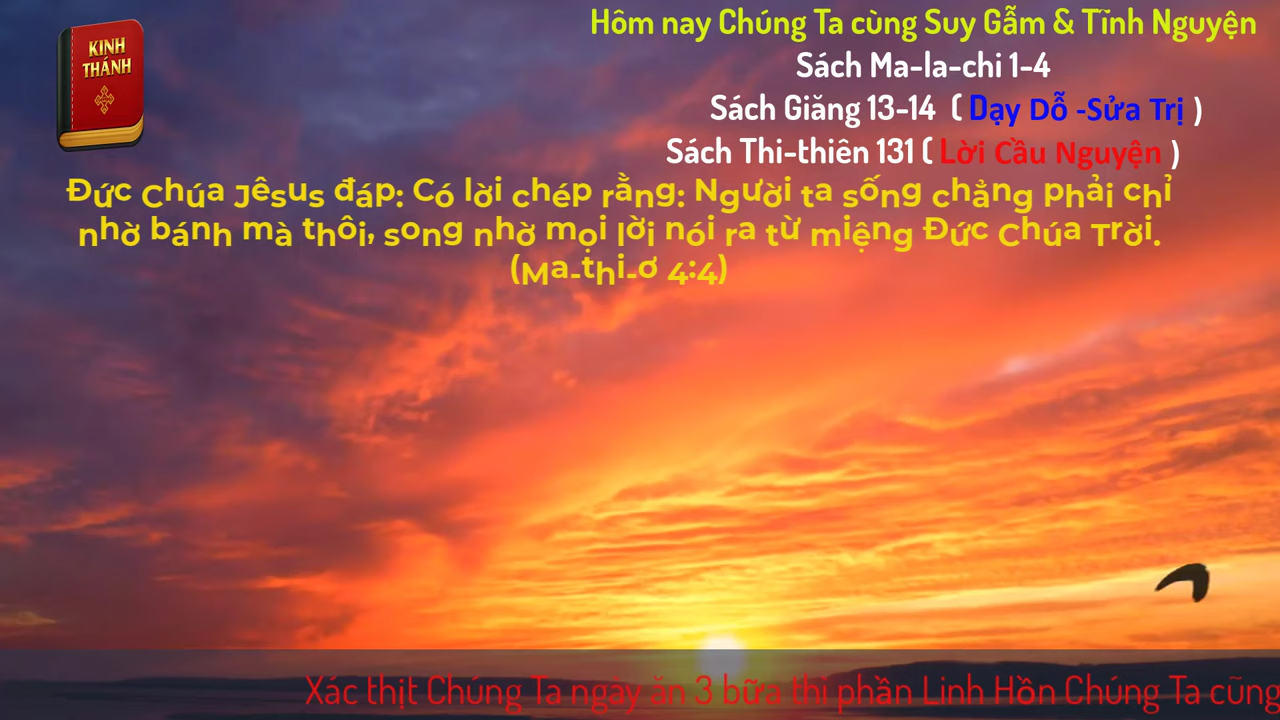 KINH
THÁNH
Hôm nay Chúng Ta cùng Suy Gẫm & Tĩnh Nguyện
Sách Ma-la-chi 1-4
Sách Giăng 13-14 ( Dạy Dỗ -Sửa Trị )
Sách Thi-thiên 131 ( Lời Cầu Nguyện )
Đức Chúa Jêsus đáp: Có lời chép rằng: Người ta sống chẳng phải chỉ
nhờ bánh mà thôi, song nhờ mọi lời nói ra từ miệng Đức Chúa Trời.
(Ma-thi-ơ 4:4)
Xác thịt Chúng Ta ngày ăn 3 bữa thì phần Linh Hồn Chúng Ta cũng